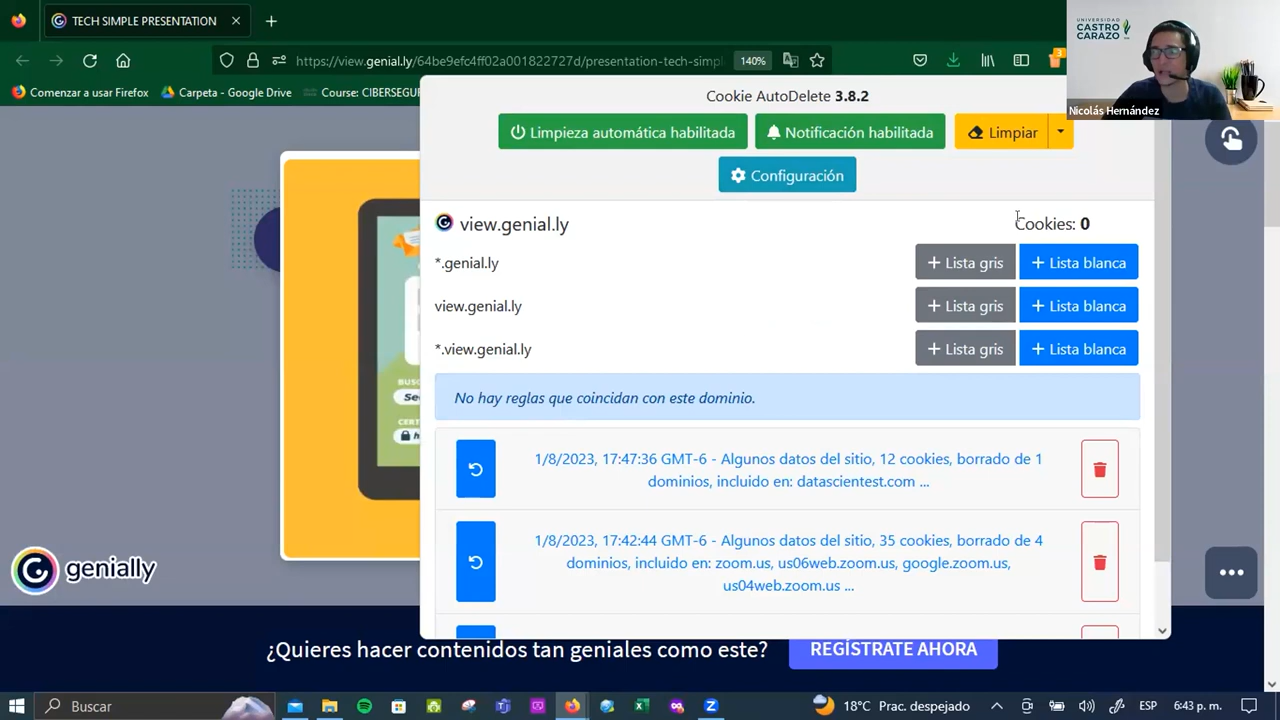 TECH SIMPLE PRESENTATION
https://view.genial.ly/64be9efc4ff02a001822727d/presentation-tech-simpl
140%
3
Comenzar a usar Firefox
Carpeta - Google Drive
Course: CIBERSEGU
UNIVERSIDAD
CASTRO
CARAZO
Nicolás Hernández
Cookie AutoDelete 3.8.2
Limpieza automática habilitada
Notificación habilitada
Limpiar
Configuración
view.genial.ly
Cookies: 0
*.genial.ly
+ Lista gris
+ Lista blanca
view.genial.ly
+ Lista gris
+ Lista blanca
*.view.genial.ly
+ Lista gris
+ Lista blanca
No hay reglas que coincidan con este dominio.
1/8/2023, 17:47:36 GMT-6 - Algunos datos del sitio, 12 cookies, borrado de 1
dominios, incluido en: datascientest.com ...
1/8/2023, 17:42:44 GMT-6 - Algunos datos del sitio, 35 cookies, borrado de 4
dominios, incluido en: zoom.us, us06web.zoom.us, google.zoom.us,
us04web.zoom.us ...
BUSC
Se
CERT
h
genially
¿Quieres hacer contenidos tan geniales como este?
REGÍSTRATE AHORA
Buscar
18°C Prac. despejado
ESP
6:43 p. m.